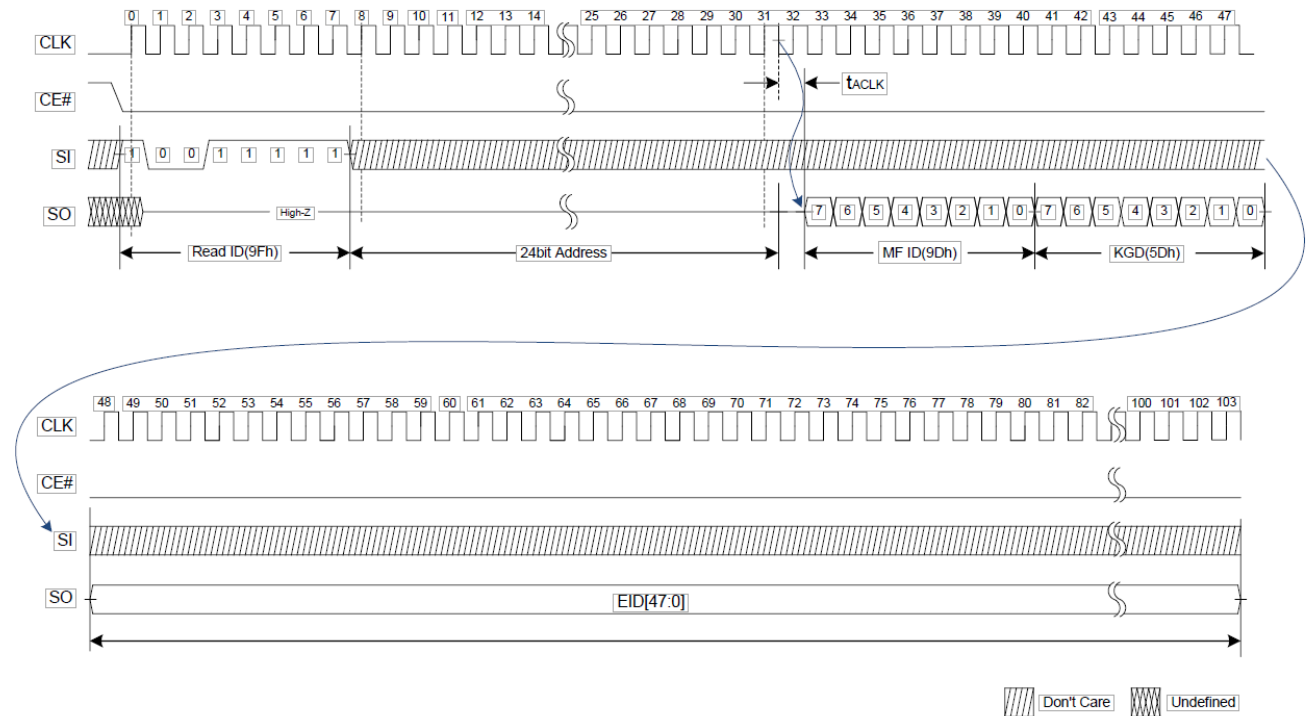 0 1 2 3 4 5 6 7 8 9 10 11 12 13 14 25 26 27 28 29 30 31 32 33 34 35 36 37 38 39 40 41 42 43 44 45 46 47
CLK
tACLK
CE#
SI 1 0 0 1 1 1 1 1
SO High-Z 7 6 5 4 3 2 1 0 7 6 5 4 3 2 1 0
Read ID(9Fh) 24bit Address MF ID(9Dh) KGD(5Dh)
48 49 50 51 52 53 54 55 56 57 58 59 60 61 62 63 64 65 66 67 68 69 70 71 72 73 74 75 76 77 78 79 80 81 82 100 101 102 103
CLK
CE#
SI
SO EID[47:0]
Don't Care Undefined